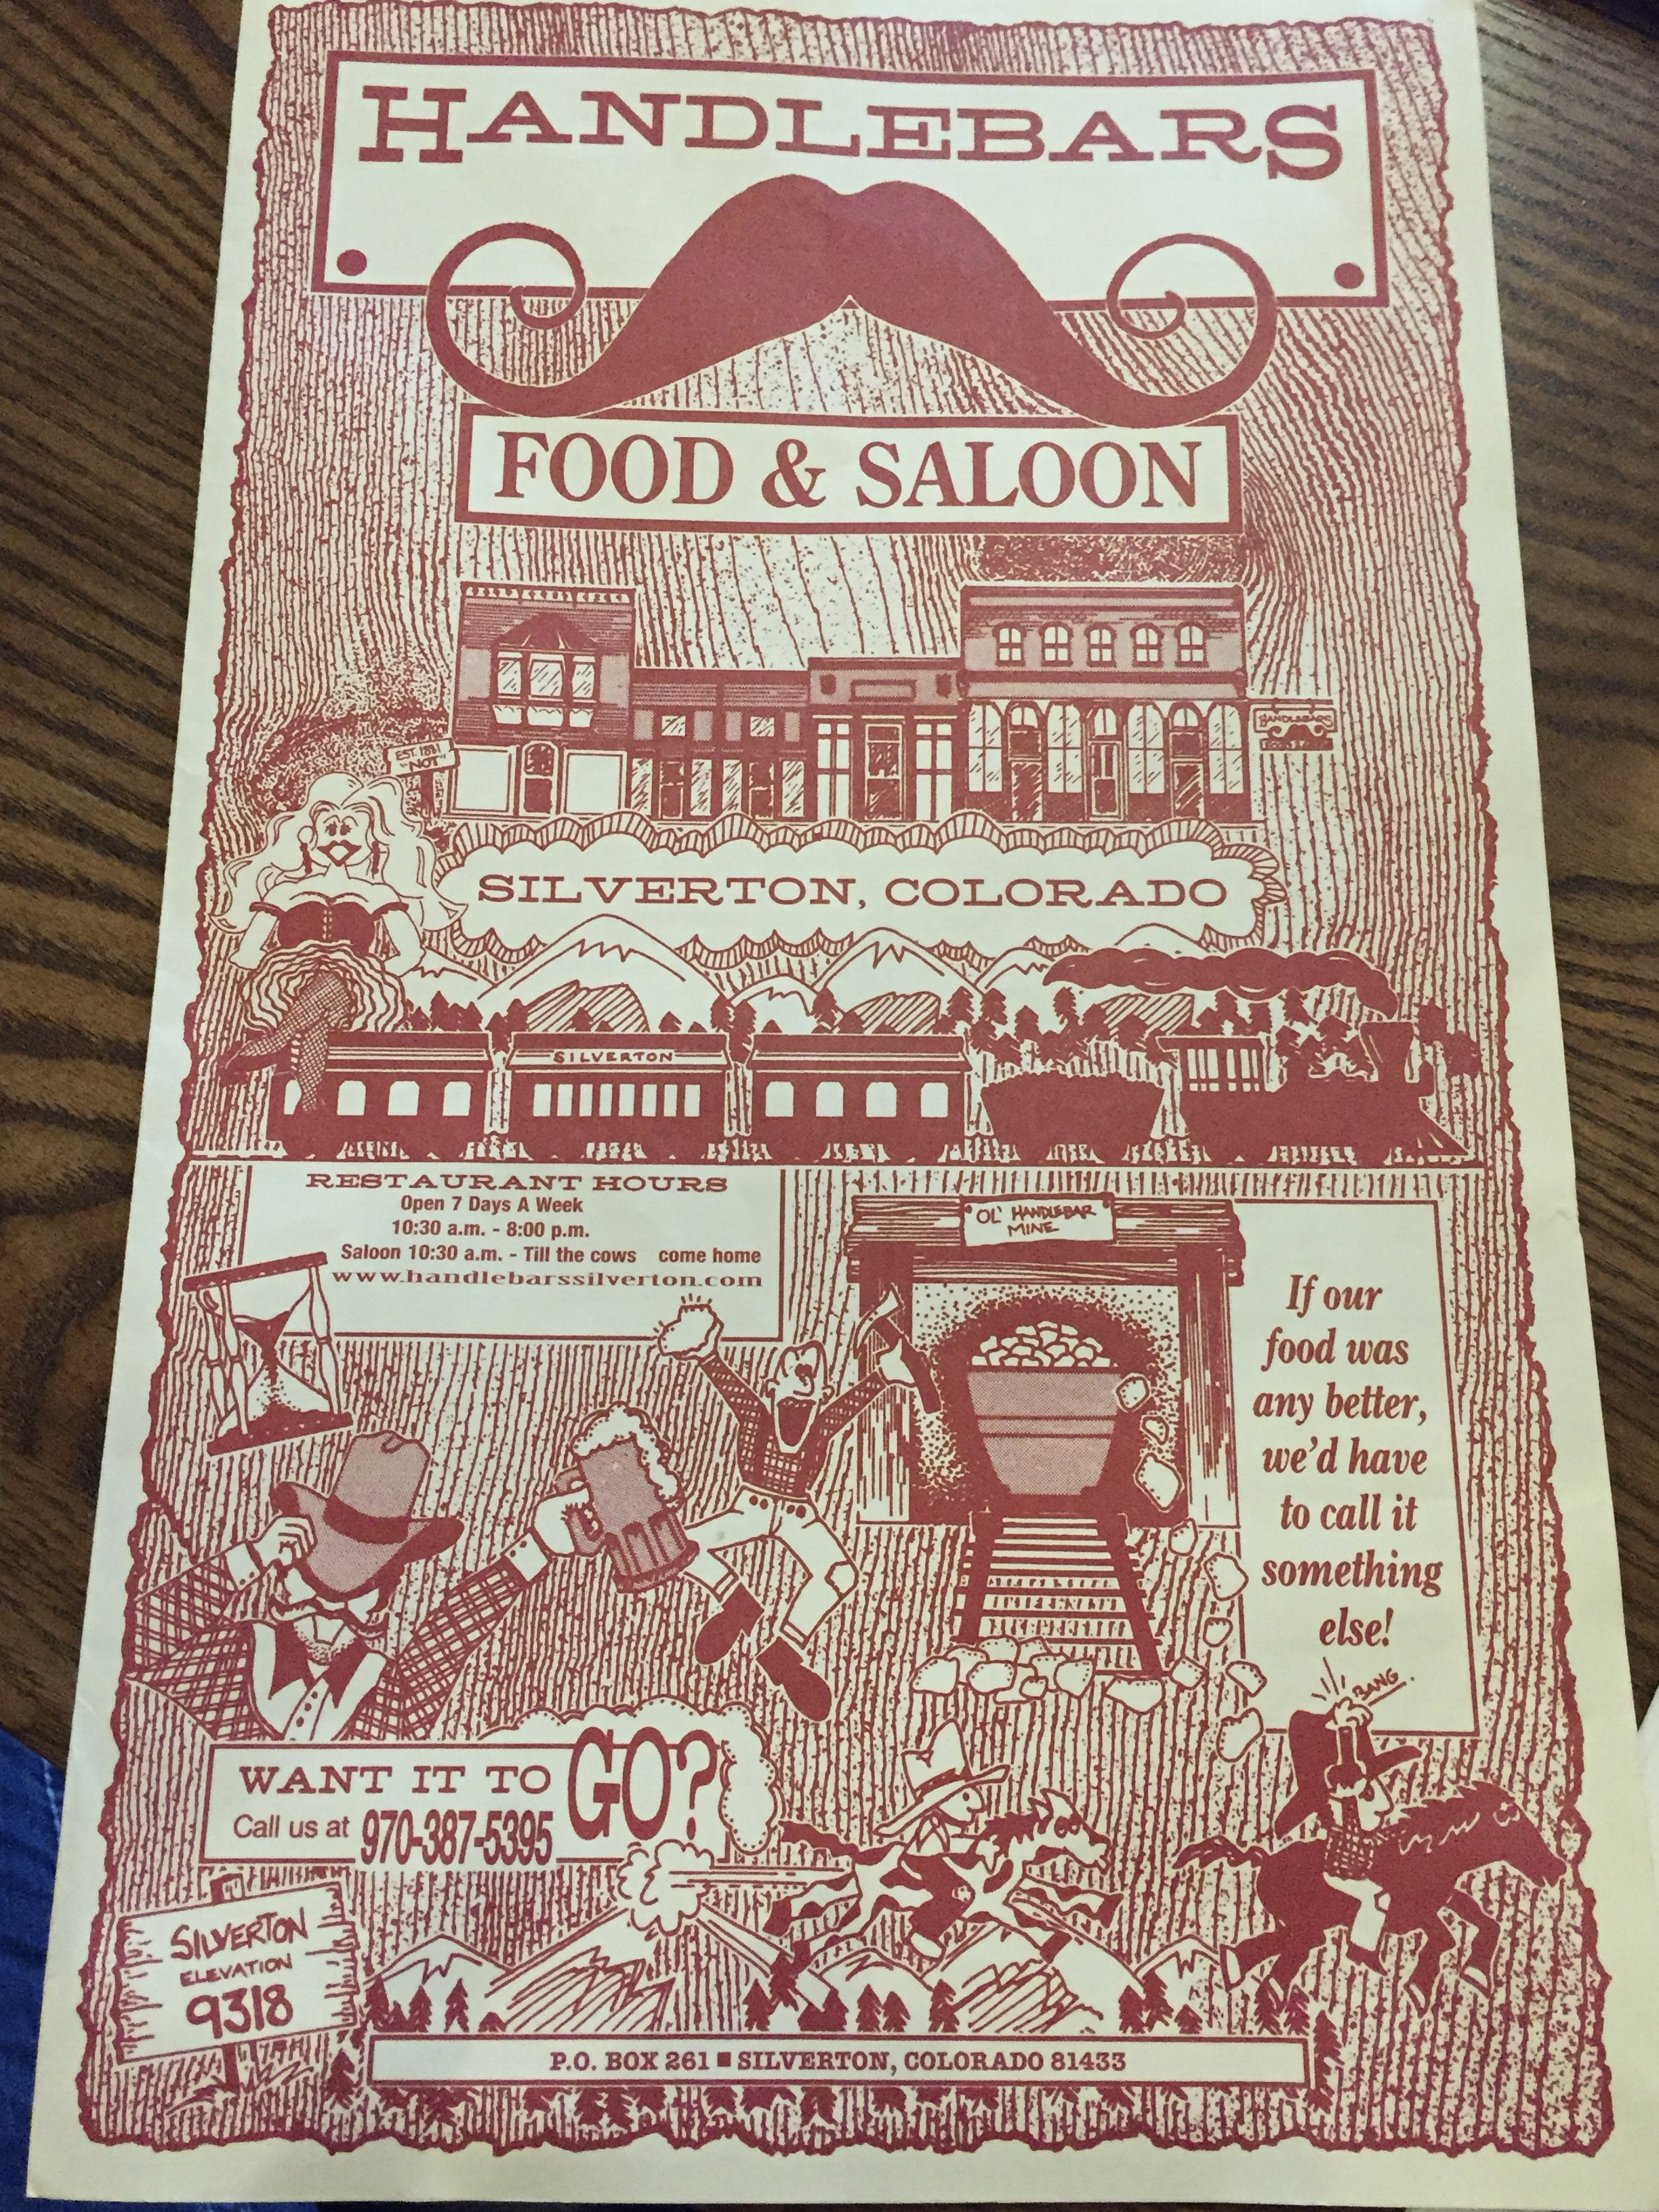 HANDLEBARS
FOOD & SALOON
EST. 1881
"NOT"
HANDLEBARS
SILVERTON, COLORADO
SILVERTON
RESTAURANT HOURS
Open 7 Days A Week
10:30 a.m. - 8:00 p.m.
Saloon 10:30 a.m. - Till the cows come home
www.handlebarssilverton.com
OL' HANDLEBAR
MINE
If our
food was
any better,
we'd have
to call it
something
else!
BANG
WANT IT TO GO?
Call us at 970-387-5395
SILVERTON
ELEVATION
9318
P.O. BOX 261 ■ SILVERTON, COLORADO 81433